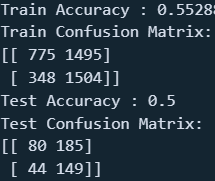 Train Accuracy : 0.5528
Train Confusion Matrix:
[[ 775 1495]
 [ 348 1504]]
Test Accuracy : 0.5
Test Confusion Matrix:
[[ 80 185]
 [ 44 149]]